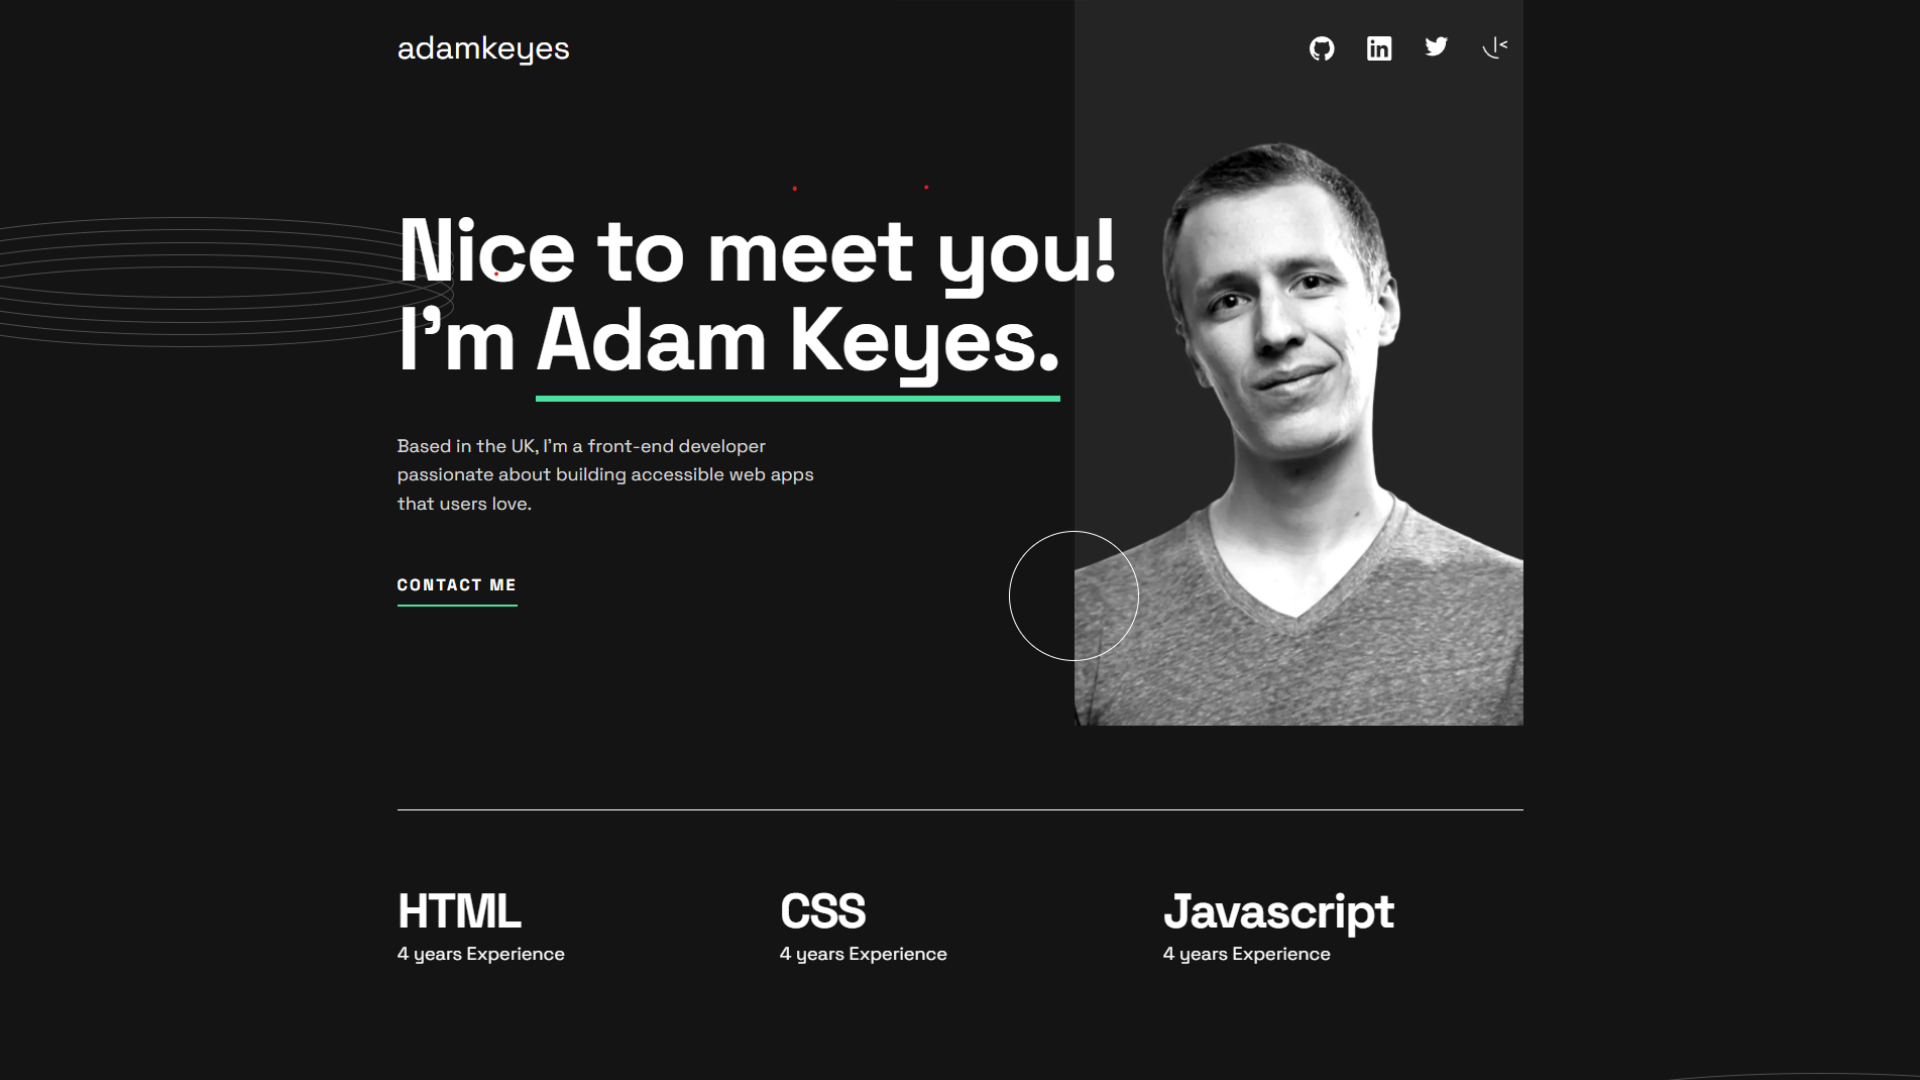 adamkeyes
Nice to meet you!
I’m Adam Keyes.
Based in the UK, I’m a front-end developer
passionate about building accessible web apps
that users love.
CONTACT ME
HTML
4 years Experience
CSS
4 years Experience
Javascript
4 years Experience